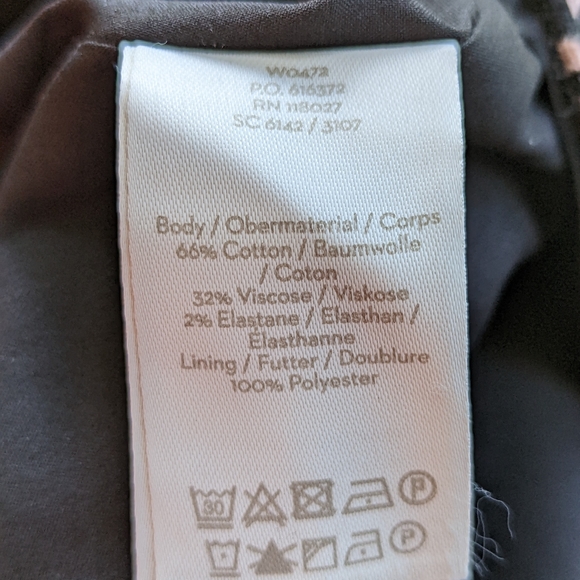 W0472
P.O. 616372
RN 118027
SC 6142 / 3107
Body / Obermaterial / Corps
66% Cotton / Baumwolle
/ Coton
32% Viscose / Viskose
2% Elastane / Elasthan /
Élasthanne
Lining / Futter / Doublure
100% Polyester
30 P
P